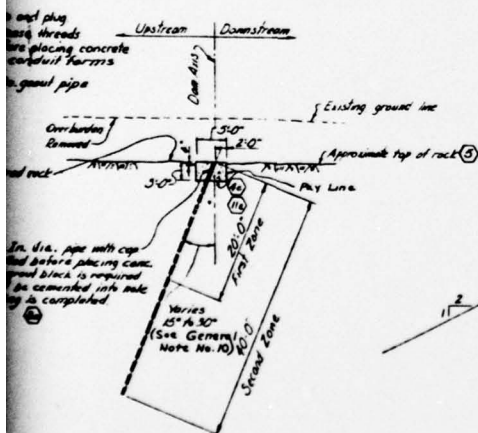 and plug
threads
placing concrete
conduit forms
grout pipe
Upstream
Downstream
Dam Axis
Existing ground line
Overburden
Removed
5'-0"
2'-0"
Approximate top of rock 5
rock
3'-0"
Pay Line
4c
11c
In. dia. pipe with cap
before placing conc.
grout block is required
be cemented into hole
is completed
20'-0"
First Zone
40'-0"
Second Zone
Varies
15° to 30°
(See General
Note No. 10)
2
1